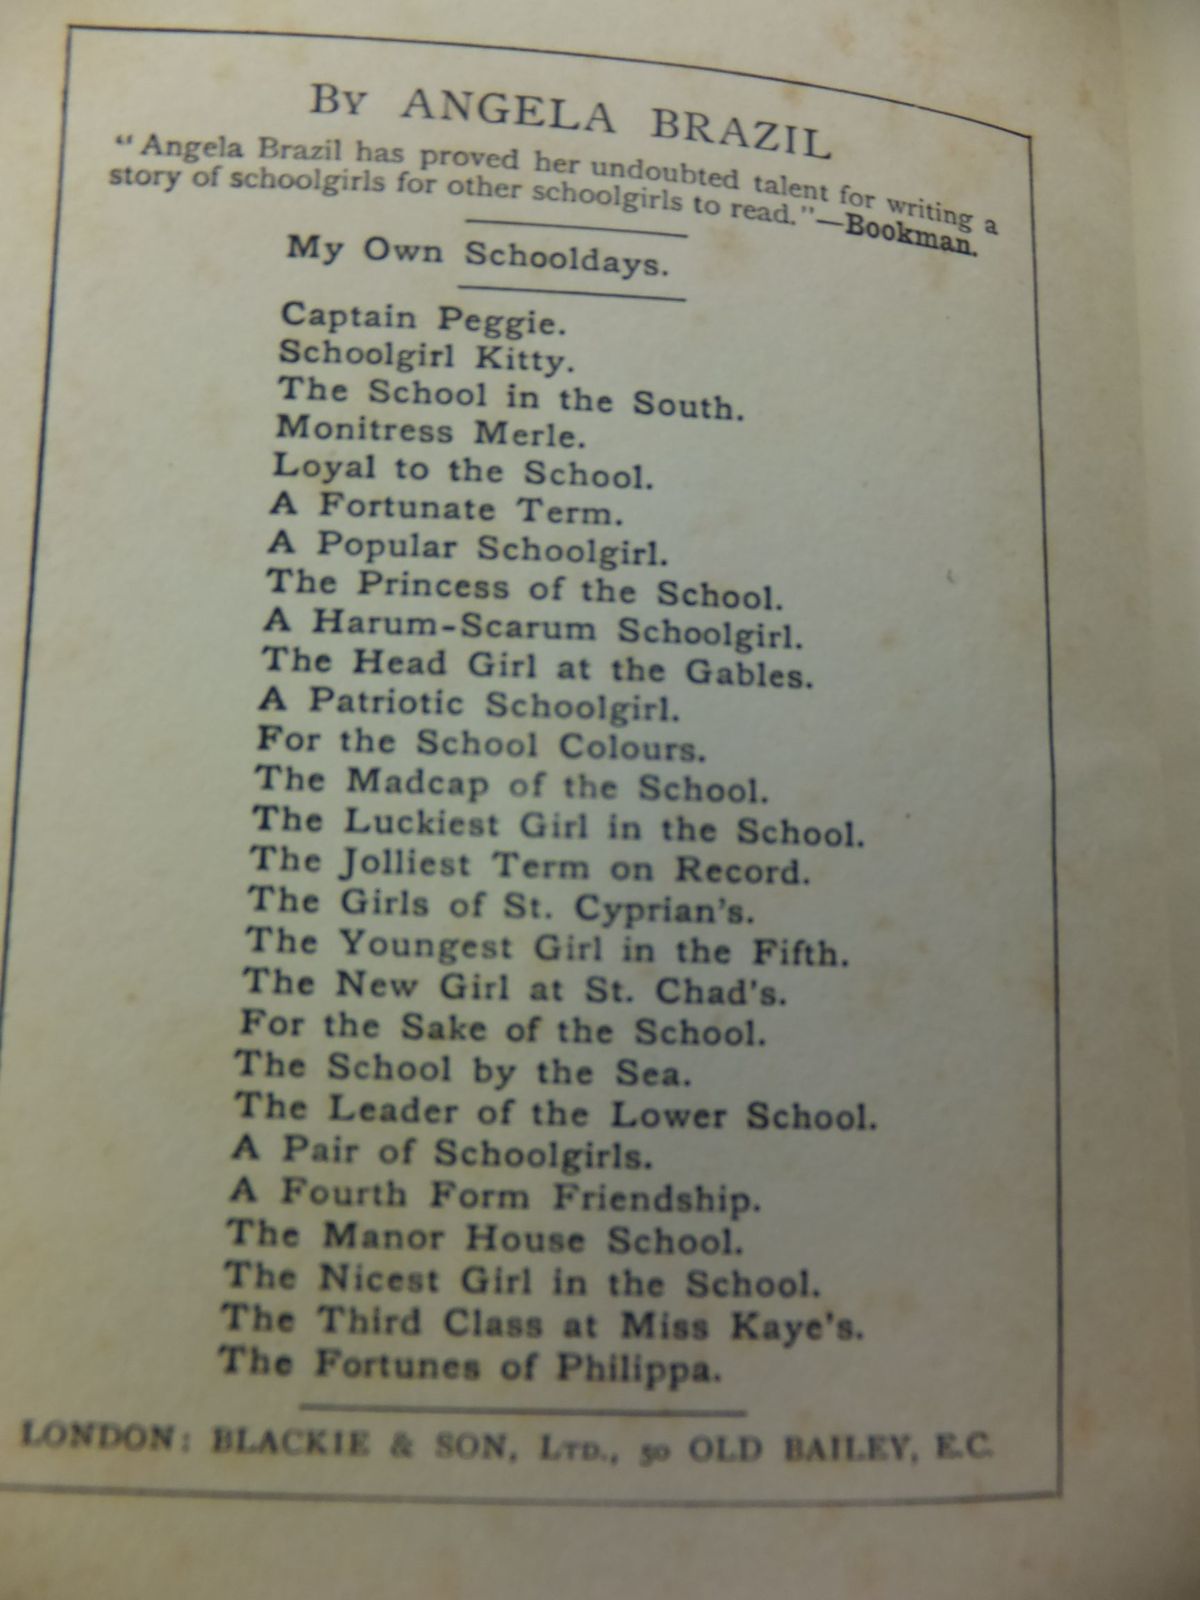 By ANGELA BRAZIL
"Angela Brazil has proved her undoubted talent for writing a
story of schoolgirls for other schoolgirls to read."—Bookman.
My Own Schooldays.
Captain Peggie.
Schoolgirl Kitty.
The School in the South.
Monitress Merle.
Loyal to the School.
A Fortunate Term.
A Popular Schoolgirl.
The Princess of the School.
A Harum-Scarum Schoolgirl.
The Head Girl at the Gables.
A Patriotic Schoolgirl.
For the School Colours.
The Madcap of the School.
The Luckiest Girl in the School.
The Jolliest Term on Record.
The Girls of St. Cyprian's.
The Youngest Girl in the Fifth.
The New Girl at St. Chad's.
For the Sake of the School.
The School by the Sea.
The Leader of the Lower School.
A Pair of Schoolgirls.
A Fourth Form Friendship.
The Manor House School.
The Nicest Girl in the School.
The Third Class at Miss Kaye's.
The Fortunes of Philippa.
LONDON: BLACKIE & SON, LTD., 50 OLD BAILEY, E.C.